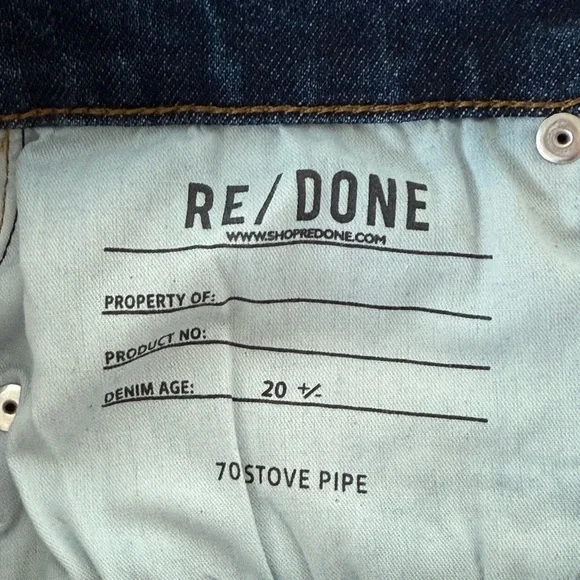 RE/DONE
WWW.SHOPREDONE.COM
PROPERTY OF:
PRODUCT NO:
DENIM AGE: 20 +/-
70 STOVE PIPE